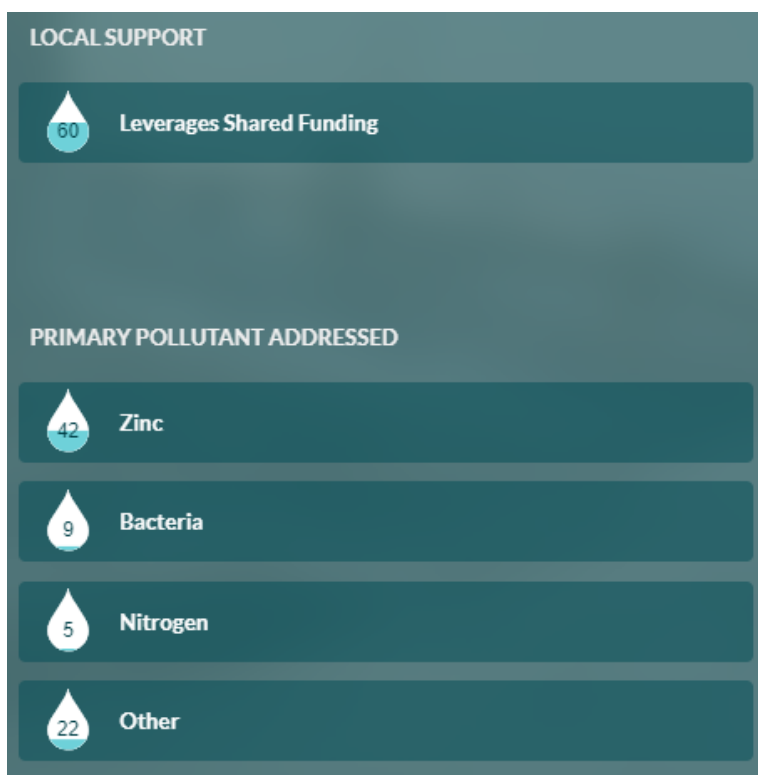 LOCAL SUPPORT
60 Leverages Shared Funding
PRIMARY POLLUTANT ADDRESSED
42 Zinc
9 Bacteria
5 Nitrogen
22 Other